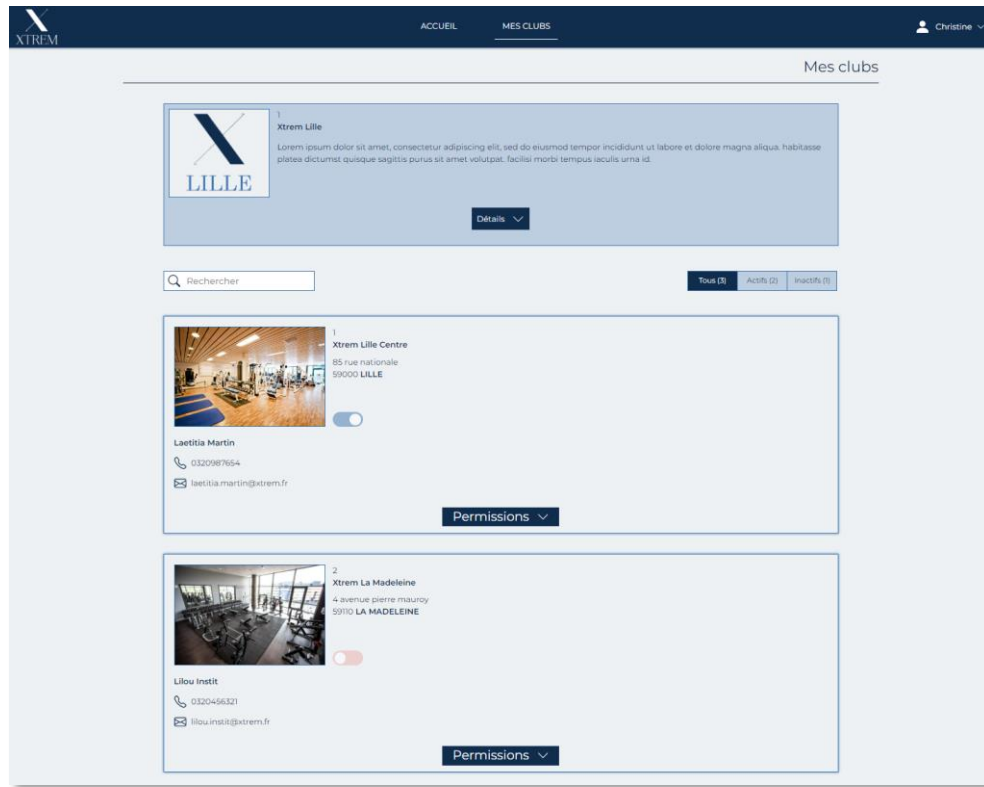 XTREM
ACCUEIL
MES CLUBS
Christine
Mes clubs
LILLE
1
Xtrem Lille
Lorem ipsum dolor sit amet, consectetur adipiscing elit, sed do eiusmod tempor incididunt ut labore et dolore magna aliqua. habitasse
platea dictumst quisque sagittis purus sit amet volutpat. facilisi morbi tempus iaculis urna id.
Détails
Rechercher
Tous (3)
Actifs (2)
Inactifs (1)
1
Xtrem Lille Centre
85 rue nationale
59000 LILLE
Laetitia Martin
0320987654
laetitia.martin@xtrem.fr
Permissions
2
Xtrem La Madeleine
4 avenue pierre mauroy
59110 LA MADELEINE
Lilou Instit
0320456321
lilou.instit@xtrem.fr
Permissions